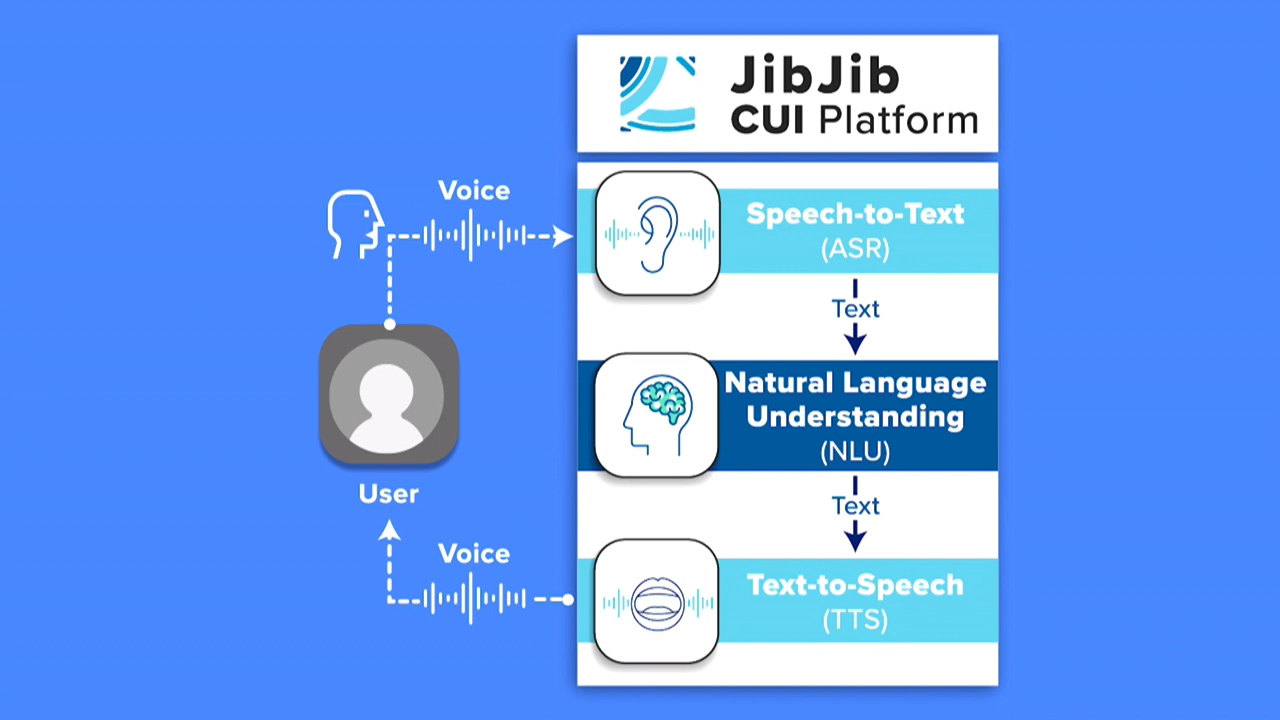 JibJib
CUI Platform
Voice
Speech-to-Text
(ASR)
Text
Natural Language
Understanding
(NLU)
User
Text
Voice
Text-to-Speech
(TTS)